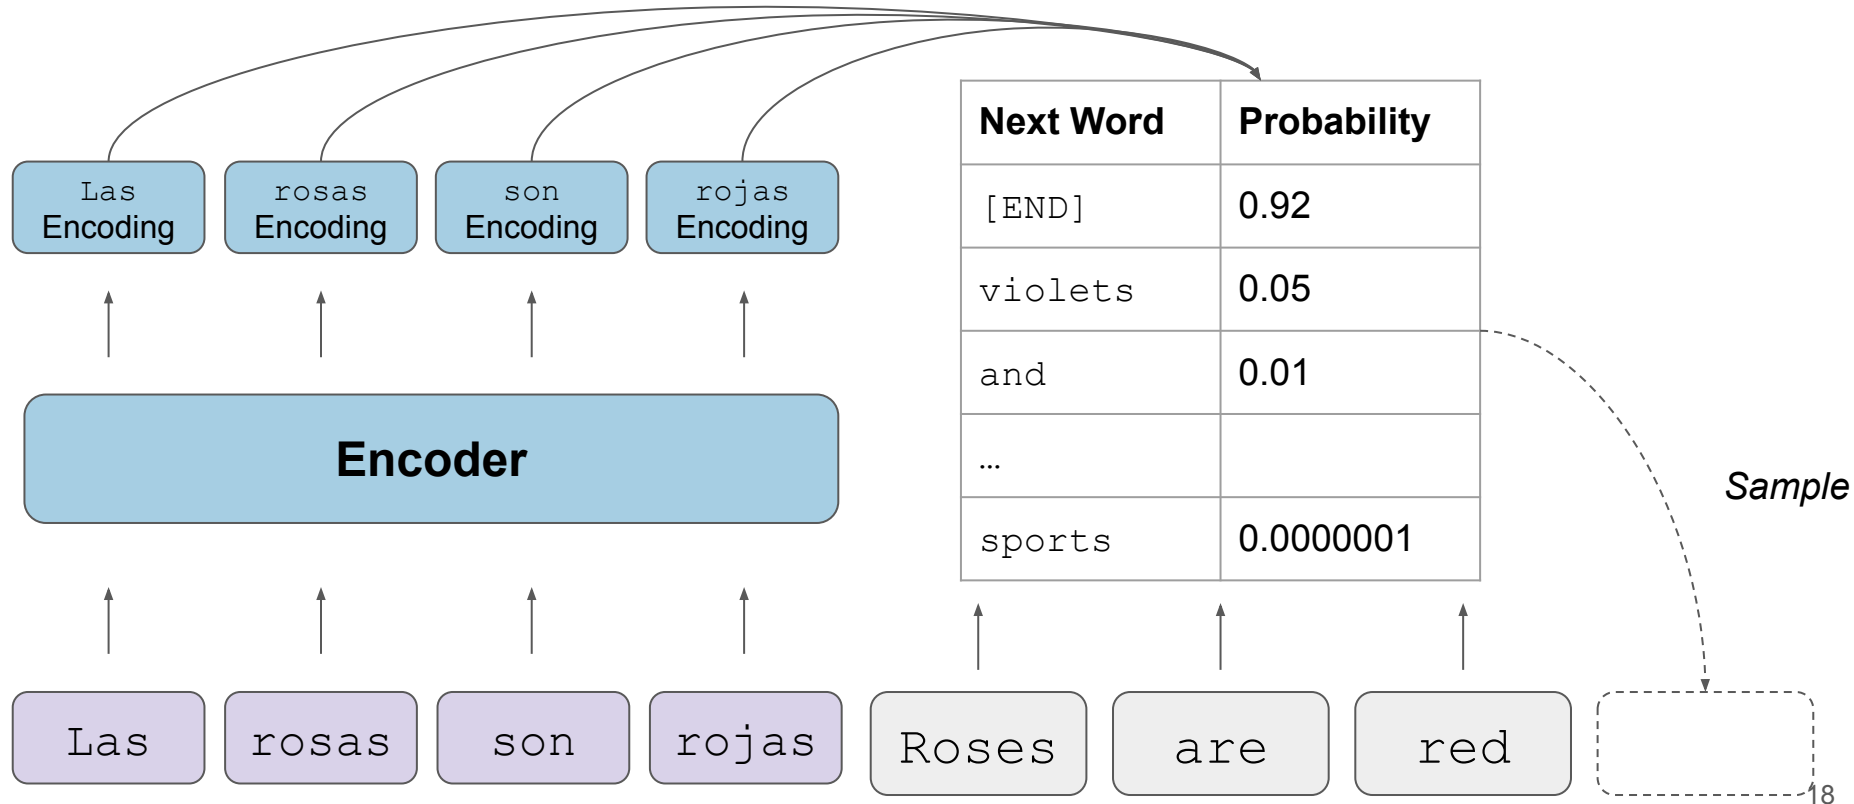 Las
Encoding
rosas
Encoding
son
Encoding
rojas
Encoding
Encoder
Las
rosas
son
rojas
Next Word Probability
[END] 0.92
violets 0.05
and 0.01
…
sports 0.0000001
Sample
Roses
are
red
18